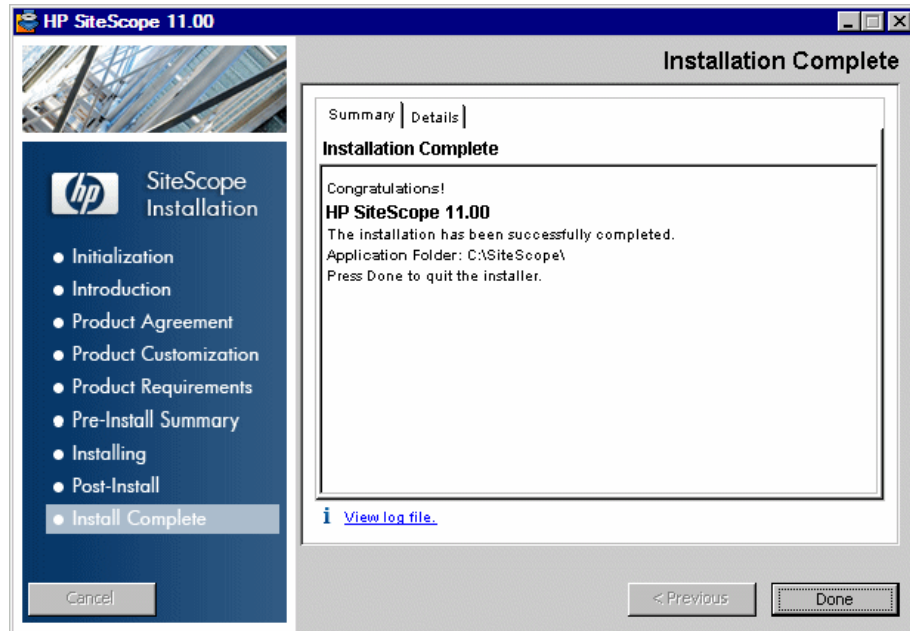 HP SiteScope 11.00
Installation Complete
hp
SiteScope
Installation
Initialization
Introduction
Product Agreement
Product Customization
Product Requirements
Pre-Install Summary
Installing
Post-Install
Install Complete
Cancel
Summary
Details
Installation Complete
Congratulations!
HP SiteScope 11.00
The installation has been successfully completed.
Application Folder: C:\SiteScope\
Press Done to quit the installer.
i View log file.
< Previous
Done